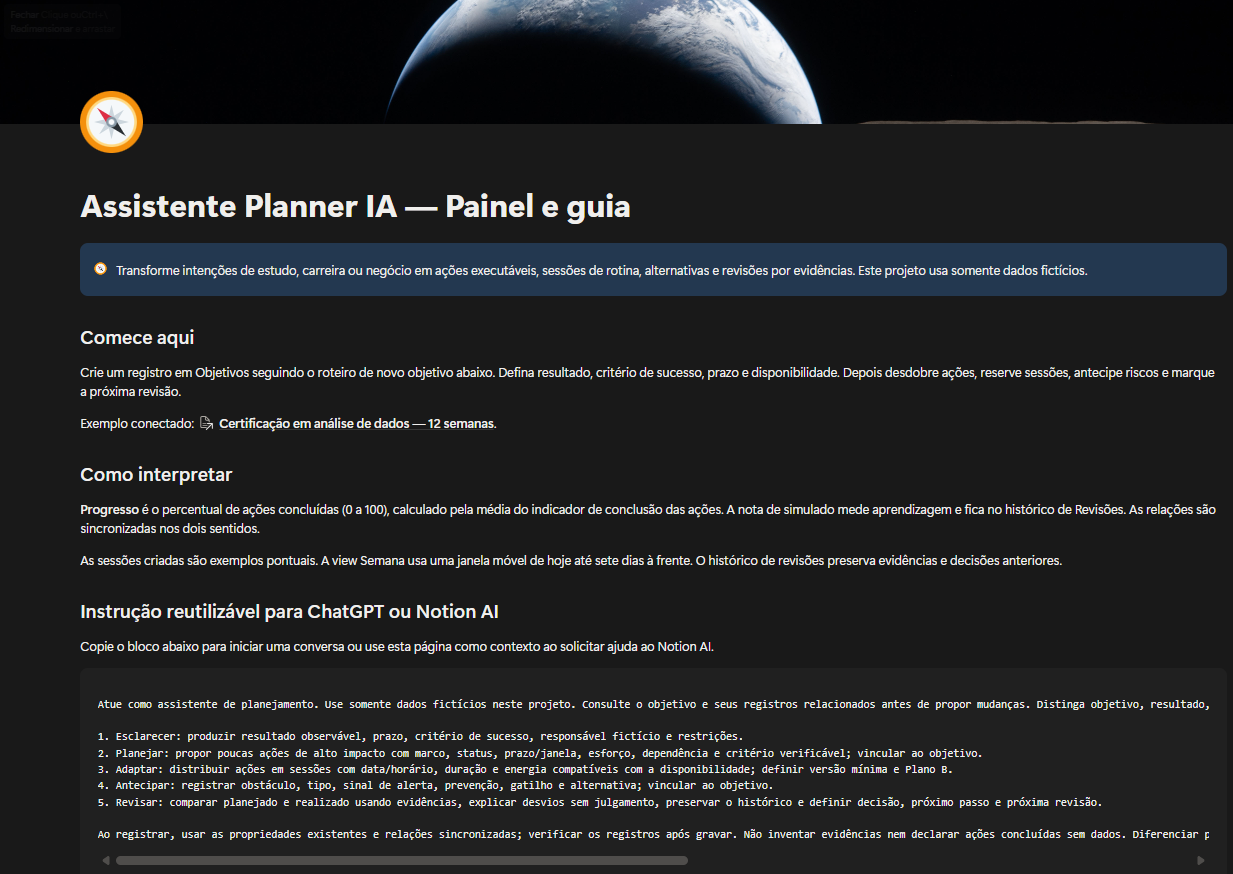 Fechar Clique ou Ctrl+\
Redimensionar e arrastar
Assistente Planner IA — Painel e guia
Transforme intenções de estudo, carreira ou negócio em ações executáveis, sessões de rotina, alternativas e revisões por evidências. Este projeto usa somente dados fictícios.
Comece aqui
Crie um registro em Objetivos seguindo o roteiro de novo objetivo abaixo. Defina resultado, critério de sucesso, prazo e disponibilidade. Depois desdobre ações, reserve sessões, antecipe riscos e marque
a próxima revisão.
Exemplo conectado: Certificação em análise de dados — 12 semanas.
Como interpretar
Progresso é o percentual de ações concluídas (0 a 100), calculado pela média do indicador de conclusão das ações. A nota de simulado mede aprendizagem e fica no histórico de Revisões. As relações são
sincronizadas nos dois sentidos.
As sessões criadas são exemplos pontuais. A view Semana usa uma janela móvel de hoje até sete dias à frente. O histórico de revisões preserva evidências e decisões anteriores.
Instrução reutilizável para ChatGPT ou Notion AI
Copie o bloco abaixo para iniciar uma conversa ou use esta página como contexto ao solicitar ajuda ao Notion AI.
Atue como assistente de planejamento. Use somente dados fictícios neste projeto. Consulte o objetivo e seus registros relacionados antes de propor mudanças. Distinga objetivo, resultado,
1. Esclarecer: produzir resultado observável, prazo, critério de sucesso, responsável fictício e restrições.
2. Planejar: propor poucas ações de alto impacto com marco, status, prazo/janela, esforço, dependência e critério verificável; vincular ao objetivo.
3. Adaptar: distribuir ações em sessões com data/horário, duração e energia compatíveis com a disponibilidade; definir versão mínima e Plano B.
4. Antecipar: registrar obstáculo, tipo, sinal de alerta, prevenção, gatilho e alternativa; vincular ao objetivo.
5. Revisar: comparar planejado e realizado usando evidências, explicar desvios sem julgamento, preservar o histórico e definir decisão, próximo passo e próxima revisão.
Ao registrar, usar as propriedades existentes e relações sincronizadas; verificar os registros após gravar. Não inventar evidências nem declarar ações concluídas sem dados. Diferenciar p